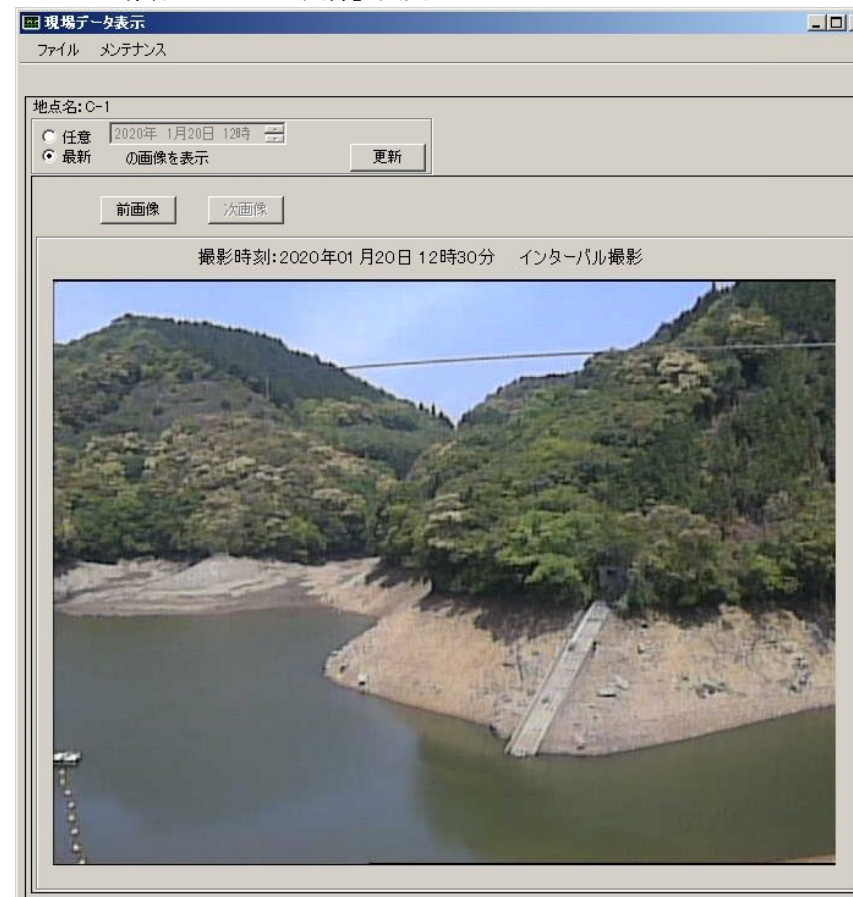 現場データ表示
ファイル メンテナンス
地点名:C-1
任意 2020年 1月20日 12時
最新 の画像を表示 更新
前画像 次画像
撮影時刻:2020年01月20日 12時30分 インターバル撮影